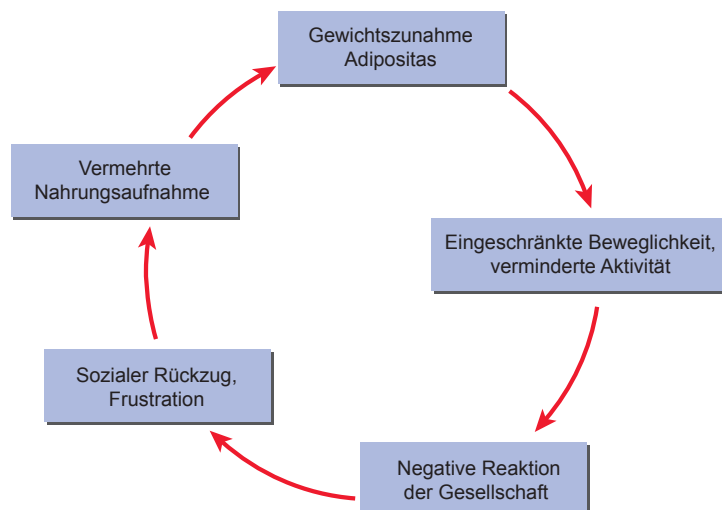 Gewichtszunahme
Adipositas
Vermehrte
Nahrungsaufnahme
Eingeschränkte Beweglichkeit,
verminderte Aktivität
Sozialer Rückzug,
Frustration
Negative Reaktion
der Gesellschaft